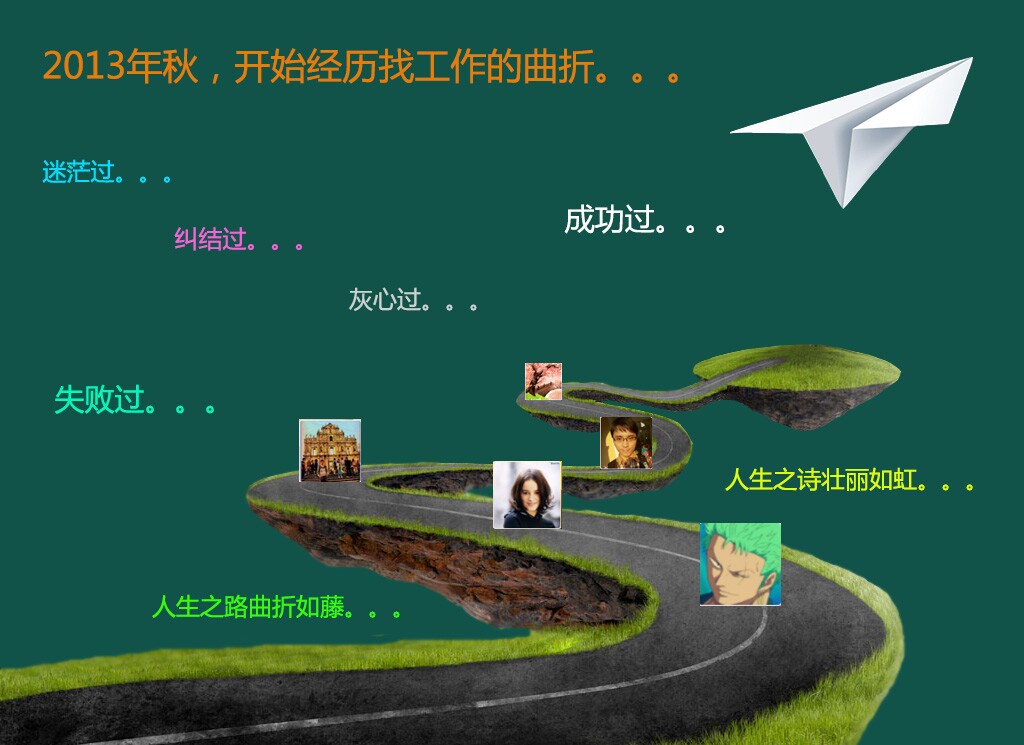 2013年秋，开始经历找工作的曲折。。。
迷茫过。。。
成功过。。。
纠结过。。。
灰心过。。。
失败过。。。
人生之诗壮丽如虹。。。
人生之路曲折如藤。。。